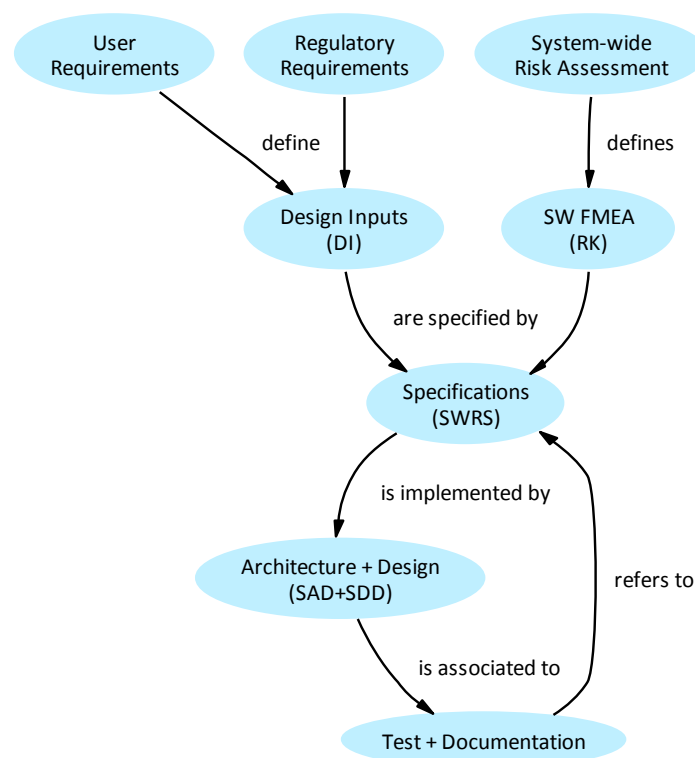 User
Requirements
Regulatory
Requirements
System-wide
Risk Assessment
define
defines
Design Inputs
(DI)
SW FMEA
(RK)
are specified by
Specifications
(SWRS)
is implemented by
Architecture + Design
(SAD+SDD)
refers to
is associated to
Test + Documentation